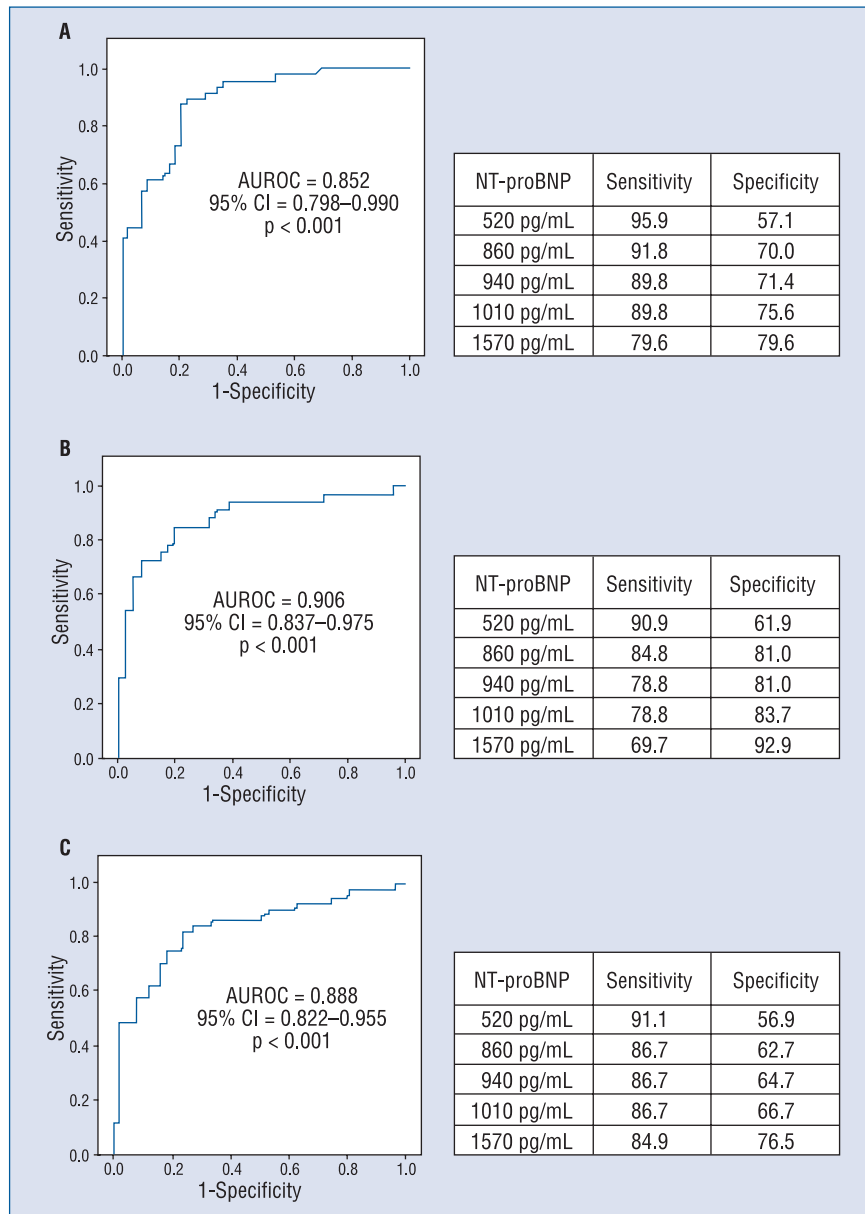 A
1.0
0.8
0.6
0.4
0.2
0.0
Sensitivity
AUROC = 0.852
95% CI = 0.798–0.990
p < 0.001
0.0 0.2 0.4 0.6 0.8 1.0
1-Specificity
NT-proBNP Sensitivity Specificity
520 pg/mL 95.9 57.1
860 pg/mL 91.8 70.0
940 pg/mL 89.8 71.4
1010 pg/mL 89.8 75.6
1570 pg/mL 79.6 79.6
B
1.0
0.8
0.6
0.4
0.2
0.0
Sensitivity
AUROC = 0.906
95% CI = 0.837–0.975
p < 0.001
0.0 0.2 0.4 0.6 0.8 1.0
1-Specificity
NT-proBNP Sensitivity Specificity
520 pg/mL 90.9 61.9
860 pg/mL 84.8 81.0
940 pg/mL 78.8 81.0
1010 pg/mL 78.8 83.7
1570 pg/mL 69.7 92.9
C
1.0
0.8
0.6
0.4
0.2
0.0
Sensitivity
AUROC = 0.888
95% CI = 0.822–0.955
p < 0.001
0.0 0.2 0.4 0.6 0.8 1.0
1-Specificity
NT-proBNP Sensitivity Specificity
520 pg/mL 91.1 56.9
860 pg/mL 86.7 62.7
940 pg/mL 86.7 64.7
1010 pg/mL 86.7 66.7
1570 pg/mL 84.9 76.5